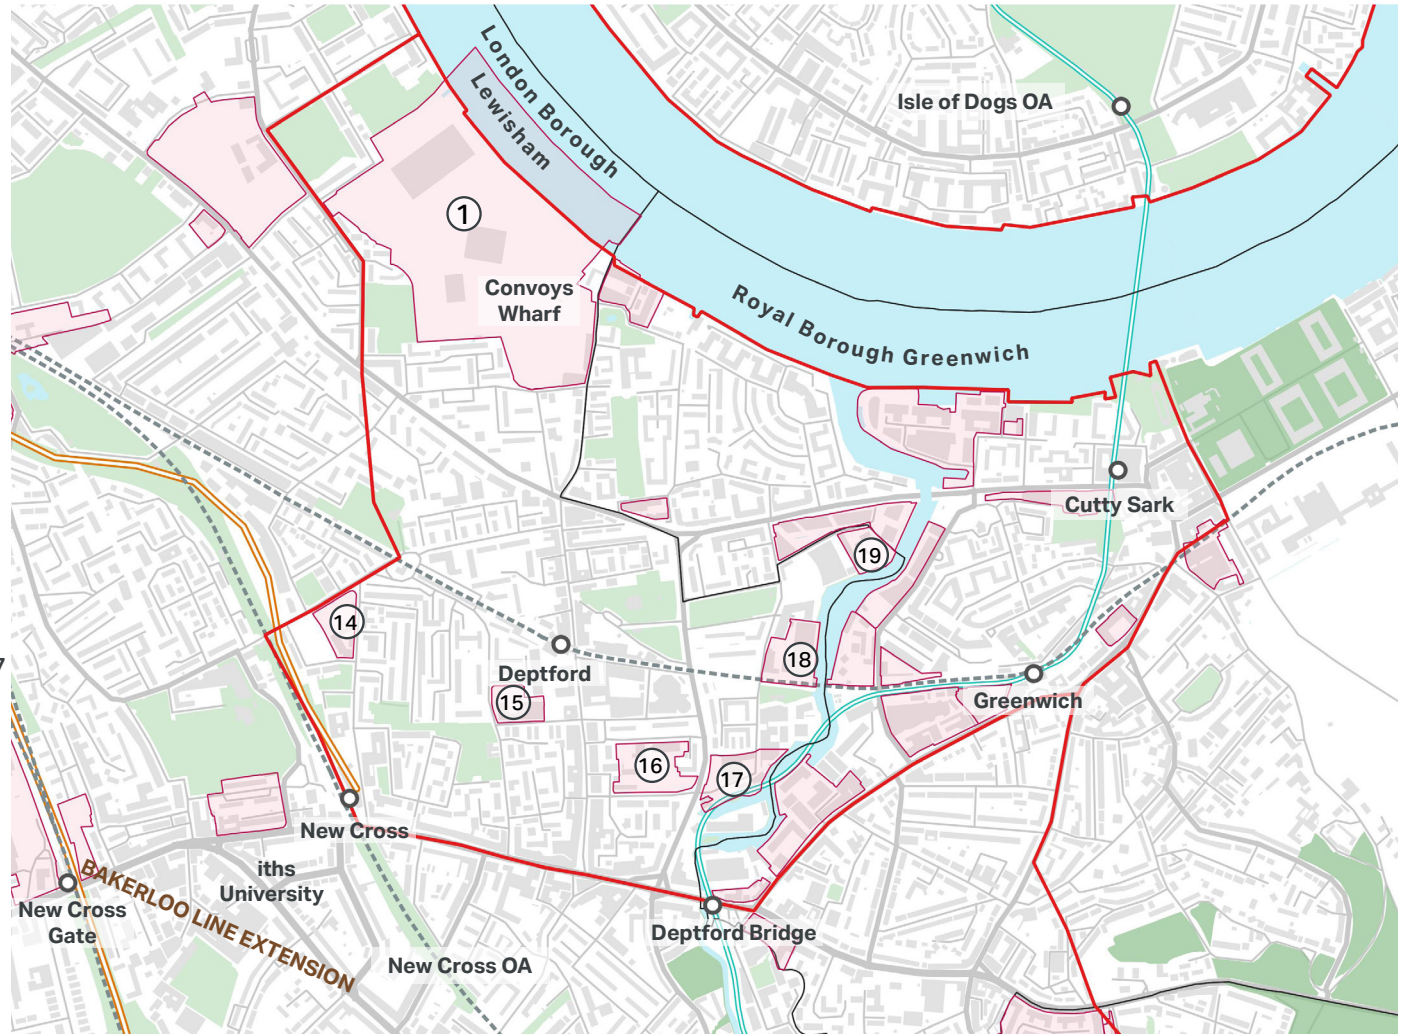 London Borough
Lewisham
Isle of Dogs OA
1
Convoys
Wharf
Royal Borough Greenwich
Cutty Sark
19
14
18
7
Deptford
15
Greenwich
16
17
New Cross
iths
University
BAKERLOO LINE EXTENSION
New Cross
Gate
Deptford Bridge
New Cross OA